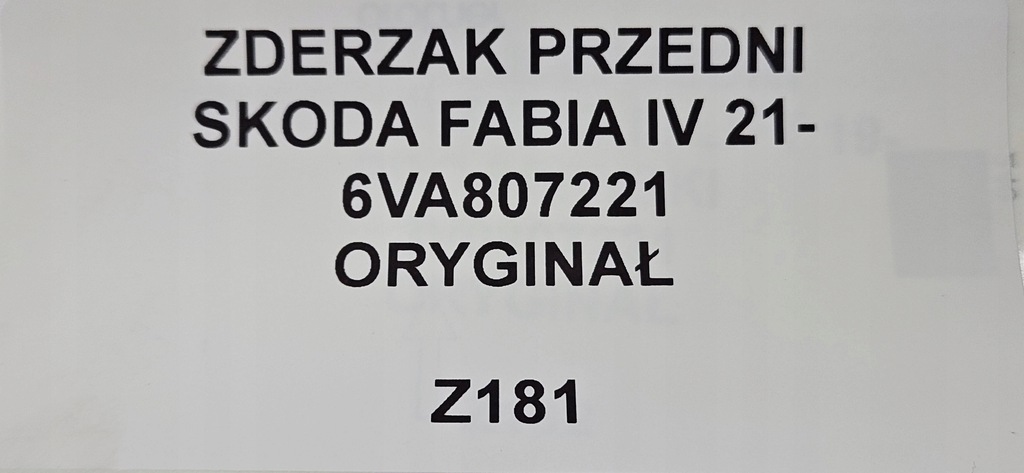 ZDERZAK PRZEDNI
SKODA FABIA IV 21-
6VA807221
ORYGINAŁ
Z181